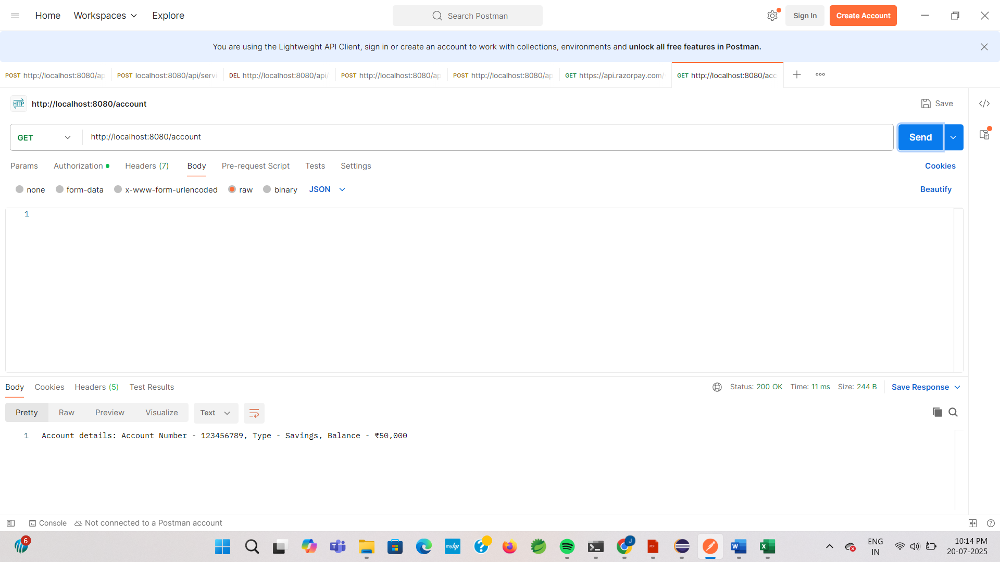 Home Workspaces Explore Search Postman Sign In Create Account
You are using the Lightweight API Client, sign in or create an account to work with collections, environments and unlock all free features in Postman.
POST http://localhost:8080/ap POST localhost:8080/api/servi DEL http://localhost:8080/api/ POST http://localhost:8080/ap POST http://localhost:8080/ap GET https://api.razorpay.com/ GET http://localhost:8080/acc
HTTP http://localhost:8080/account Save
GET http://localhost:8080/account Send
Params Authorization Headers (7) Body Pre-request Script Tests Settings Cookies
none form-data x-www-form-urlencoded raw binary JSON Beautify
1
Body Cookies Headers (5) Test Results Status: 200 OK Time: 11 ms Size: 244 B Save Response
Pretty Raw Preview Visualize Text
1 Account details: Account Number - 123456789, Type - Savings, Balance - ₹50,000
Console Not connected to a Postman account
6 myhp J PDF W X ENG 10:14 PM
IN 20-07-2025